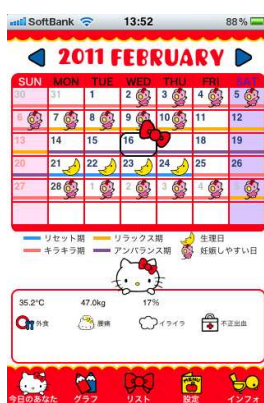 SoftBank 13:52 88%
2011 FEBRUARY
SUN MON TUE WED THU FRI SAT
30 31 1 2 3 4 5
6 7 8 9 10 11 12
13 14 15 16 17 18 19
20 21 22 23 24 25 26
27 28 1 2 3 4 5
リセット期 リラックス期 生理日
キラキラ期 アンバランス期 妊娠しやすい日
35.2°C 47.0kg 17%
外食 腰痛 イライラ 不正出血
MENU
今日のあなた グラフ リスト 設定 インフォ